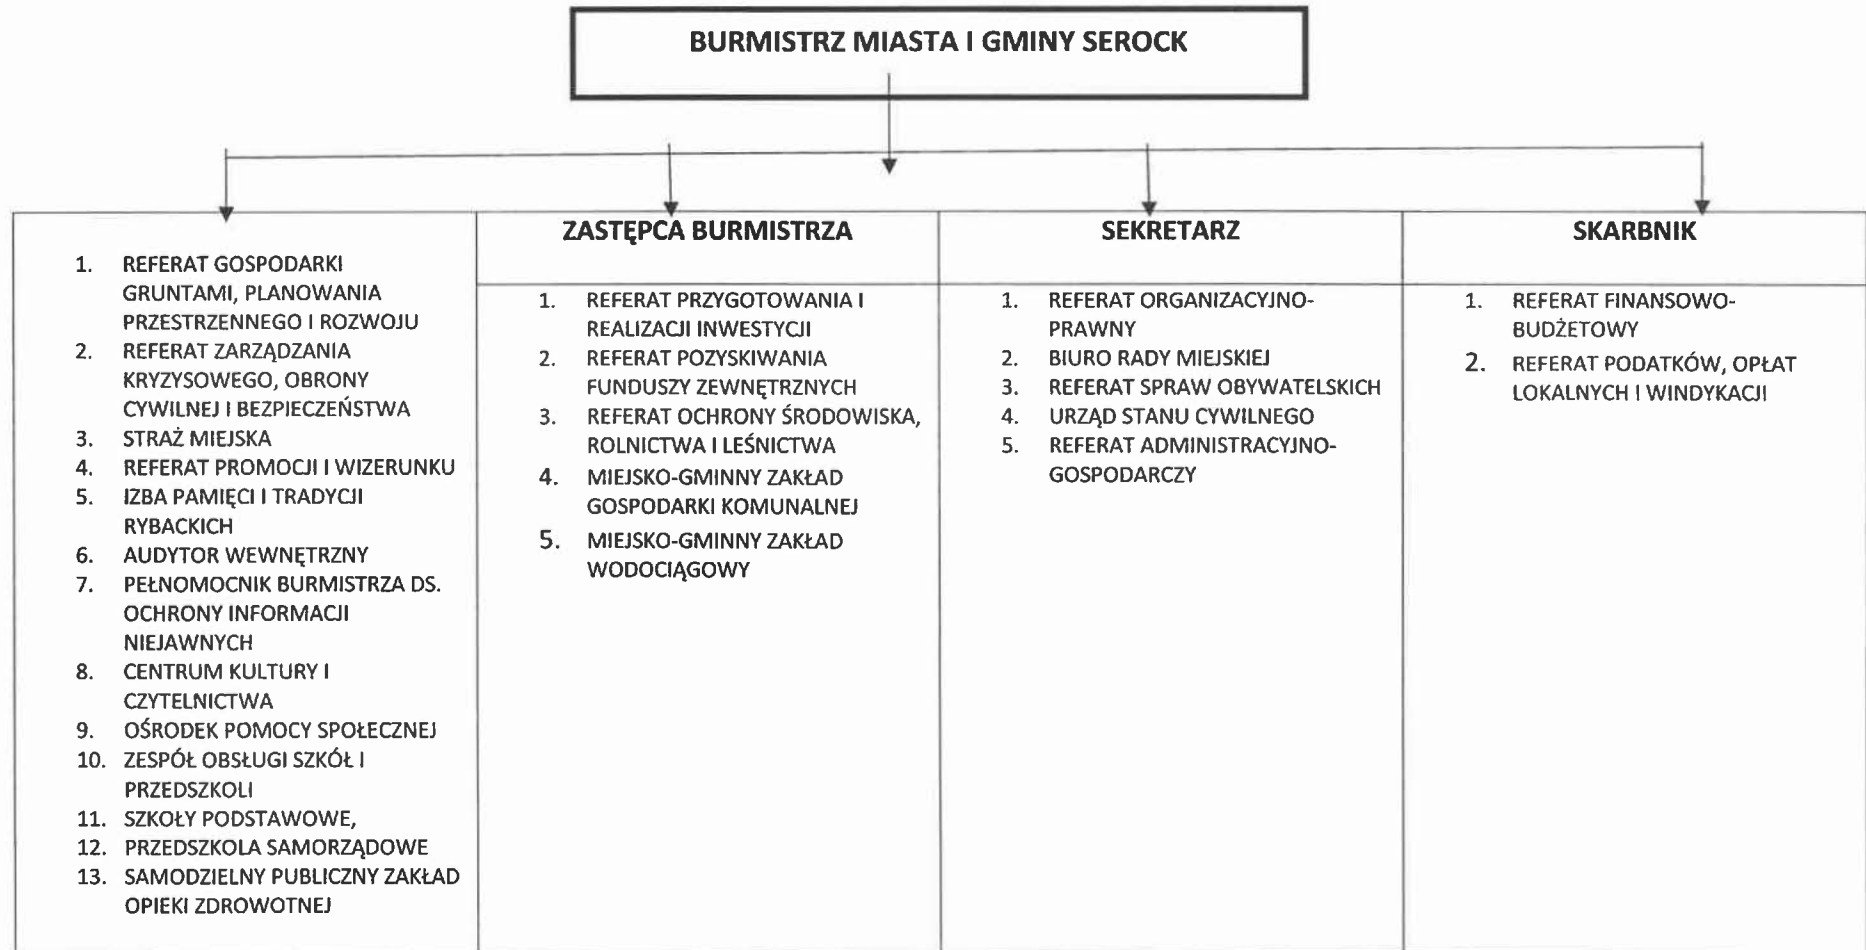 BURMISTRZ MIASTA I GMINY SEROCK
1. REFERAT GOSPODARKI
GRUNTAMI, PLANOWANIA
PRZESTRZENNEGO I ROZWOJU
2. REFERAT ZARZĄDZANIA
KRYZYSOWEGO, OBRONY
CYWILNEJ I BEZPIECZEŃSTWA
3. STRAŻ MIEJSKA
4. REFERAT PROMOCJI I WIZERUNKU
5. IZBA PAMIĘCI I TRADYCJI
RYBACKICH
6. AUDYTOR WEWNĘTRZNY
7. PEŁNOMOCNIK BURMISTRZA DS.
OCHRONY INFORMACJI
NIEJAWNYCH
8. CENTRUM KULTURY I
CZYTELNICTWA
9. OŚRODEK POMOCY SPOŁECZNEJ
10. ZESPÓŁ OBSŁUGI SZKÓŁ I
PRZEDSZKOLI
11. SZKOŁY PODSTAWOWE,
12. PRZEDSZKOLA SAMORZĄDOWE
13. SAMODZIELNY PUBLICZNY ZAKŁAD
OPIEKI ZDROWOTNEJ
ZASTĘPCA BURMISTRZA
1. REFERAT PRZYGOTOWANIA I
REALIZACJI INWESTYCJI
2. REFERAT POZYSKIWANIA
FUNDUSZY ZEWNĘTRZNYCH
3. REFERAT OCHRONY ŚRODOWISKA,
ROLNICTWA I LEŚNICTWA
4. MIEJSKO-GMINNY ZAKŁAD
GOSPODARKI KOMUNALNEJ
5. MIEJSKO-GMINNY ZAKŁAD
WODOCIĄGOWY
SEKRETARZ
1. REFERAT ORGANIZACYJNO-
PRAWNY
2. BIURO RADY MIEJSKIEJ
3. REFERAT SPRAW OBYWATELSKICH
4. URZĄD STANU CYWILNEGO
5. REFERAT ADMINISTRACYJNO-
GOSPODARCZY
SKARBNIK
1. REFERAT FINANSOWO-
BUDŻETOWY
2. REFERAT PODATKÓW, OPŁAT
LOKALNYCH I WINDYKACJI